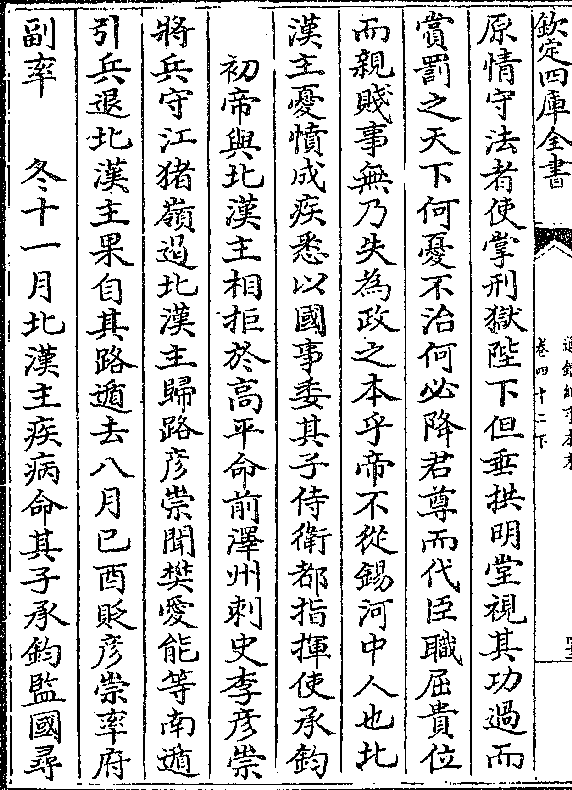 欽定四庫全書
卷四十二下
原情守法者使掌刑獄陛下但垂拱明堂視其功過而
賞罰之天下何憂不治何必降君尊而代臣職屈貴位
而親賤事無乃失為政之本乎帝不從錫河中人也北
漢主憂憤成疾悉以國事委其子侍衛都指揮使承鈞
初帝與北漢主相拒於高平命前澤州刺史李彦崇
將兵守江猪嶺遏北漢主歸路彦崇聞樊愛能等南遁
引兵退北漢主果自其路遁去八月己酉貶彦崇率府
副率　冬十一月北漢主疾病命其子承鈞監國尋